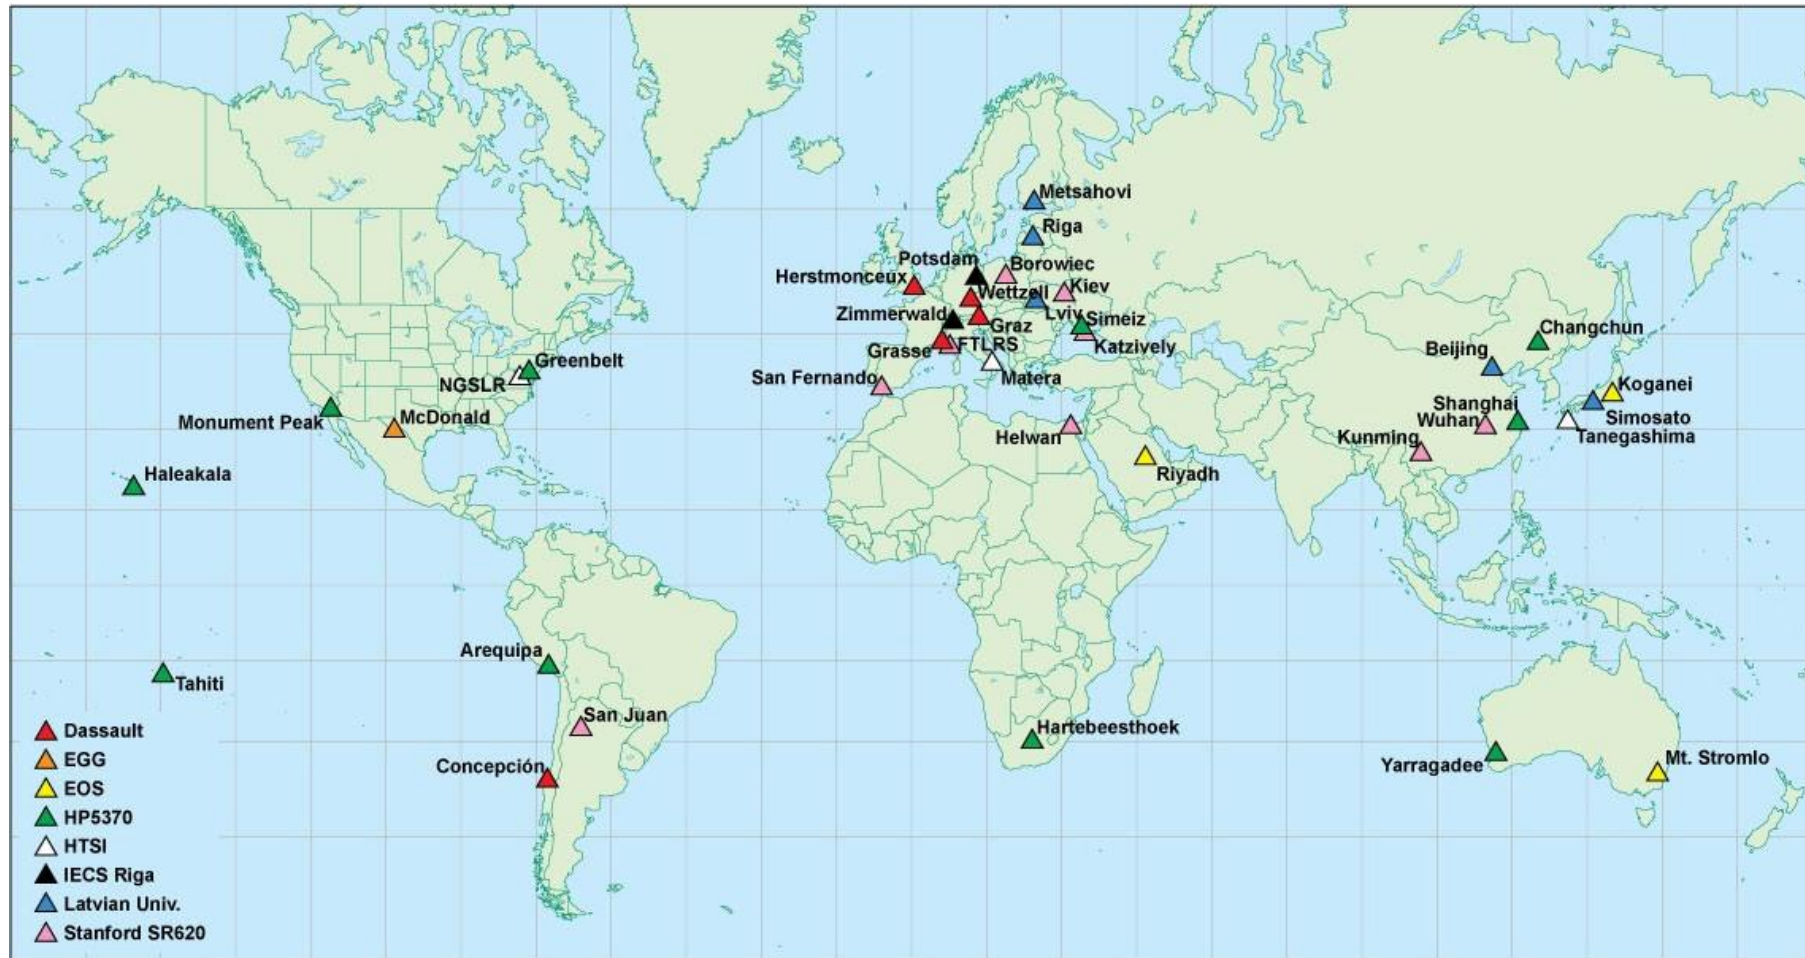 Metsahovi
Riga
Potsdam
Borowiec
Herstmonceux
Wettzell
Kiev
Zimmerwald
Lviv
Simeiz
Graz
Grasse
FTLRS
Katzively
Changchun
Beijing
Greenbelt
NGSLR
San Fernando
Matera
Koganei
Monument Peak
McDonald
Shanghai
Simosato
Wuhan
Tanegashima
Helwan
Kunming
Haleakala
Riyadh
Arequipa
Tahiti
San Juan
Hartebeesthoek
Concepción
Yarragadee
Mt. Stromlo
Dassault
EGG
EOS
HP5370
HTSI
IECS Riga
Latvian Univ.
Stanford SR620